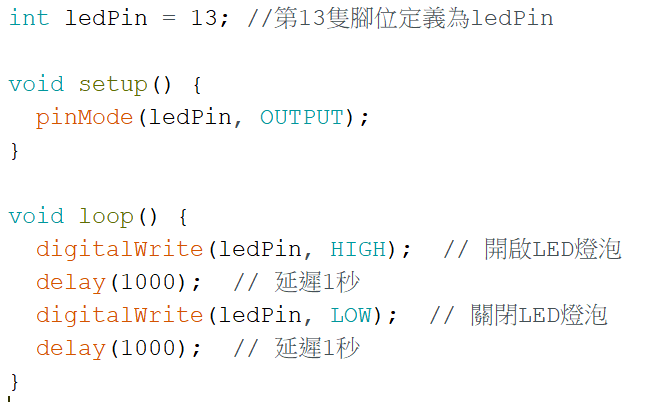 int ledPin = 13; //第13隻腳位定義為ledPin
void setup() {
pinMode(ledPin, OUTPUT);
}
void loop() {
digitalWrite(ledPin, HIGH); // 開啟LED燈泡
delay(1000); // 延遲1秒
digitalWrite(ledPin, LOW); // 關閉LED燈泡
delay(1000); // 延遲1秒
}